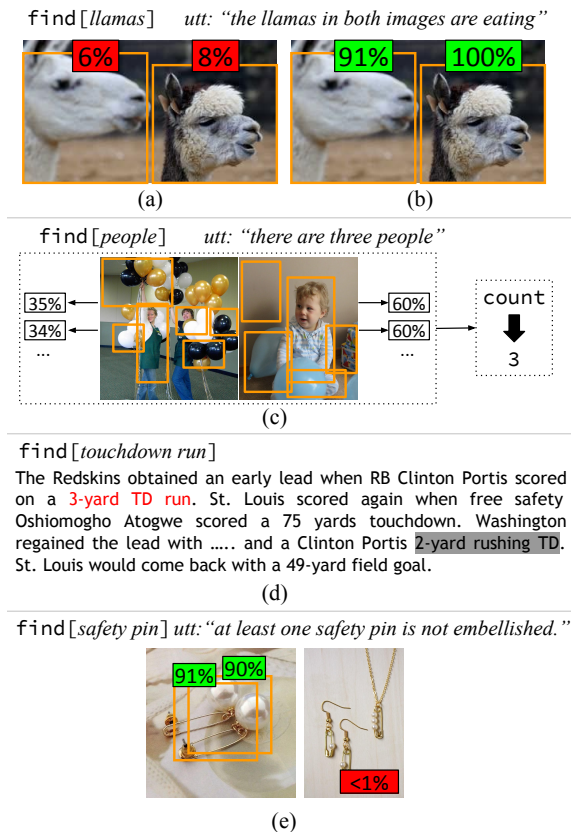 find[llamas] utt: “the llamas in both images are eating”
6% 8% 91% 100%
(a) (b)
find[people] utt: “there are three people”
35% 60% count
34% 60%
... ... 3
(c)
find[touchdown run]
The Redskins obtained an early lead when RB Clinton Portis scored
on a 3-yard TD run. St. Louis scored again when free safety
Oshiomogho Atogwe scored a 75 yards touchdown. Washington
regained the lead with ..... and a Clinton Portis 2-yard rushing TD.
St. Louis would come back with a 49-yard field goal.
(d)
find[safety pin] utt:“at least one safety pin is not embellished.”
91% 90%
<1%
(e)